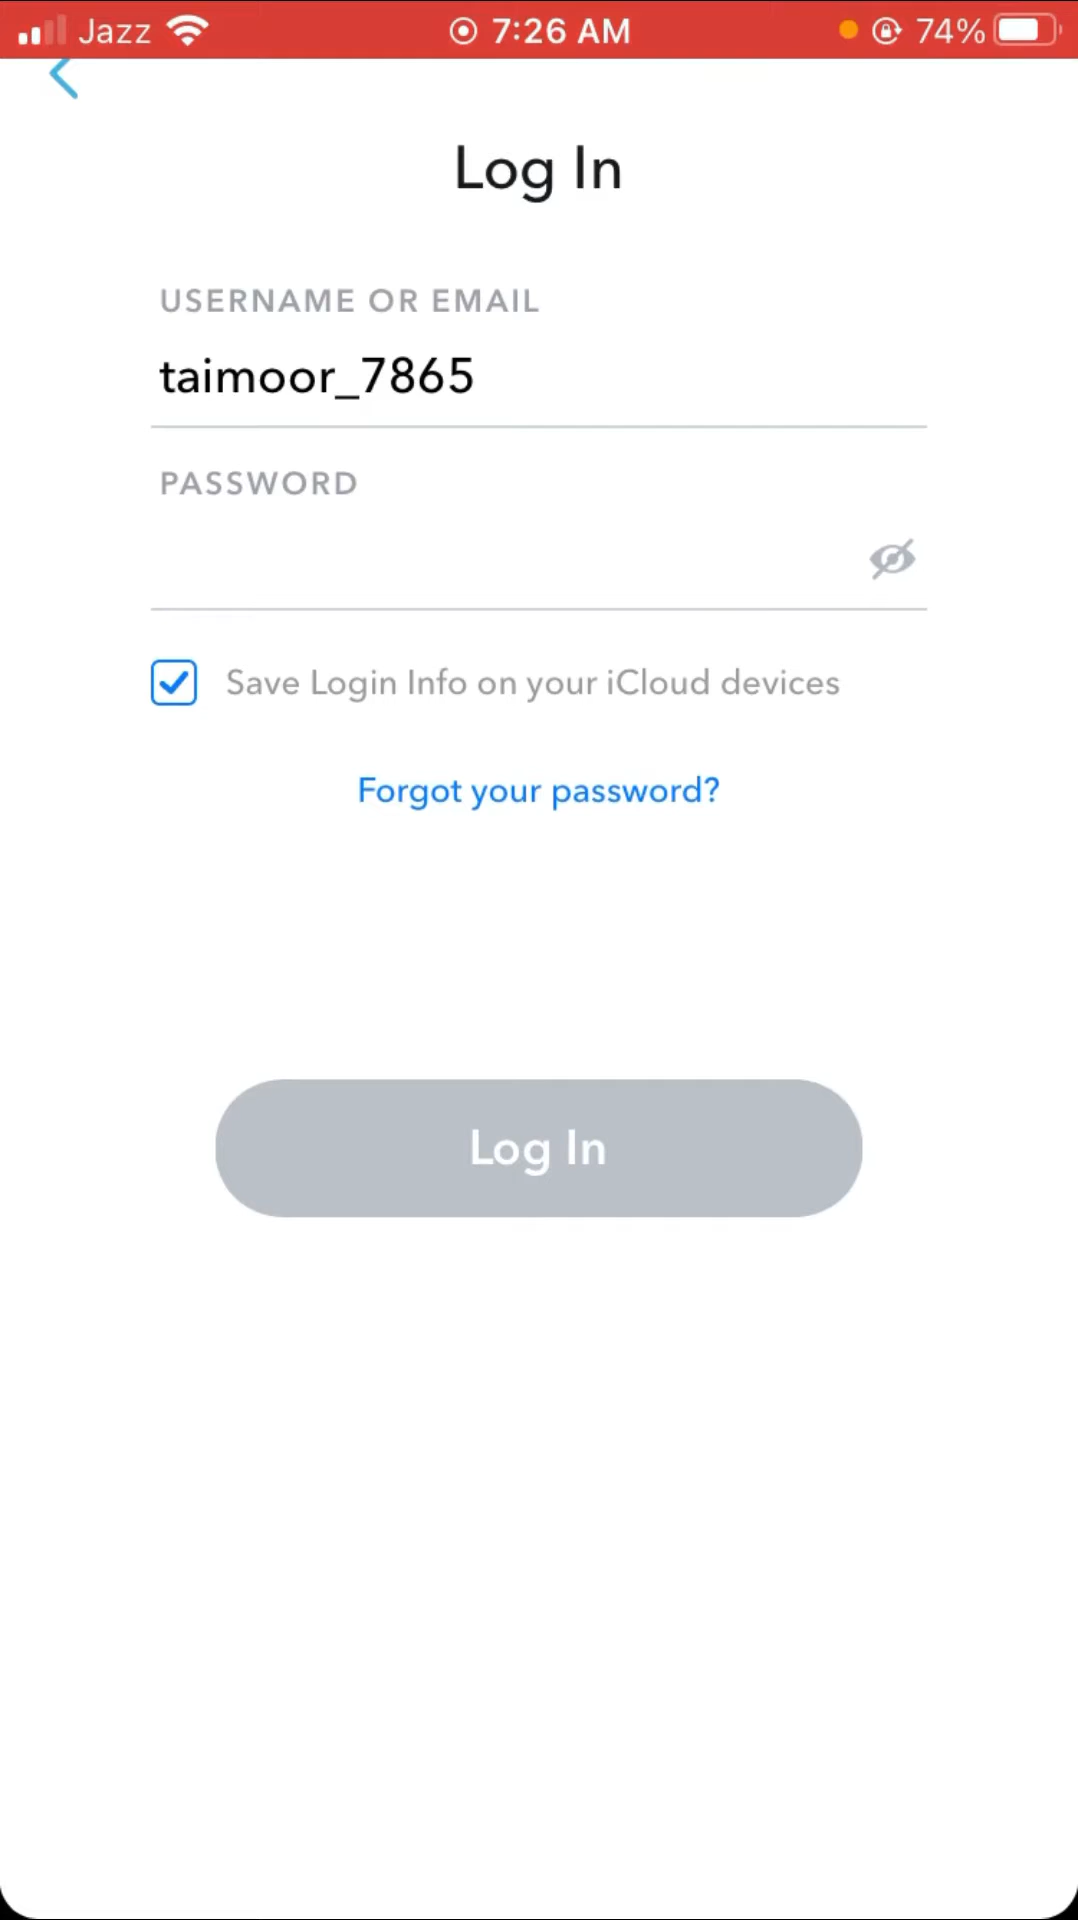 Jazz 7:26 AM 74%
Log In
USERNAME OR EMAIL
taimoor_7865
PASSWORD
Save Login Info on your iCloud devices
Forgot your password?
Log In